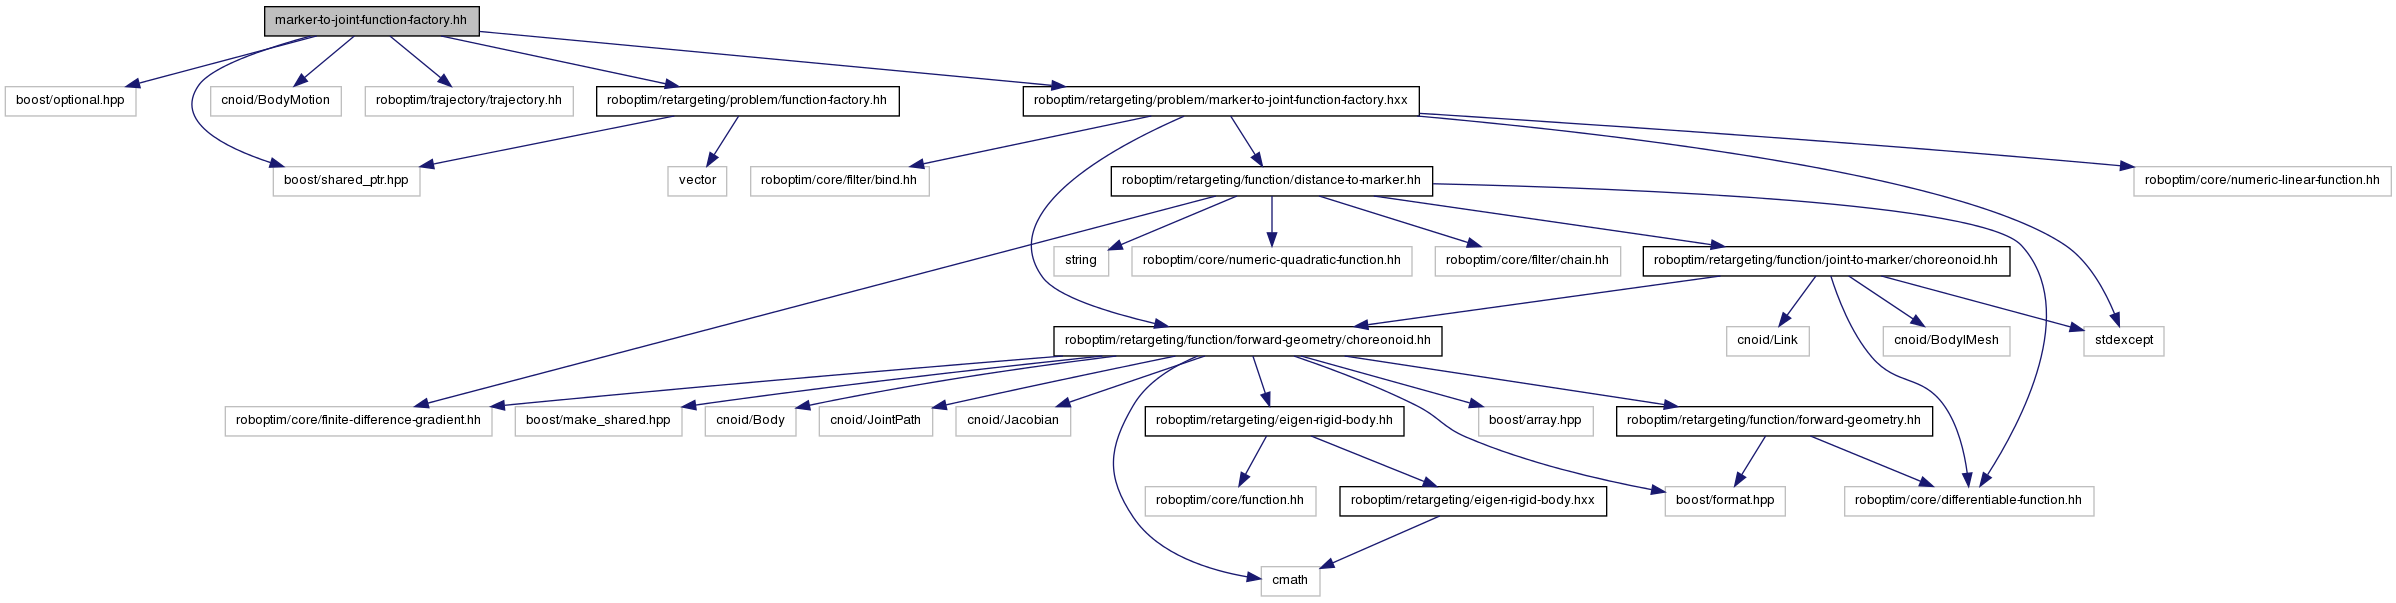 marker-to-joint-function-factory.hh
boost/optional.hpp
cnoid/BodyMotion
roboptim/trajectory/trajectory.hh
roboptim/retargeting/problem/function-factory.hh
roboptim/retargeting/problem/marker-to-joint-function-factory.hxx
boost/shared_ptr.hpp
vector
roboptim/core/filter/bind.hh
roboptim/retargeting/function/distance-to-marker.hh
roboptim/core/numeric-linear-function.hh
string
roboptim/core/numeric-quadratic-function.hh
roboptim/core/filter/chain.hh
roboptim/retargeting/function/joint-to-marker/choreonoid.hh
roboptim/retargeting/function/forward-geometry/choreonoid.hh
cnoid/Link
cnoid/BodyIMesh
stdexcept
roboptim/core/finite-difference-gradient.hh
boost/make_shared.hpp
cnoid/Body
cnoid/JointPath
cnoid/Jacobian
roboptim/retargeting/eigen-rigid-body.hh
boost/array.hpp
roboptim/retargeting/function/forward-geometry.hh
roboptim/core/function.hh
roboptim/retargeting/eigen-rigid-body.hxx
boost/format.hpp
roboptim/core/differentiable-function.hh
cmath